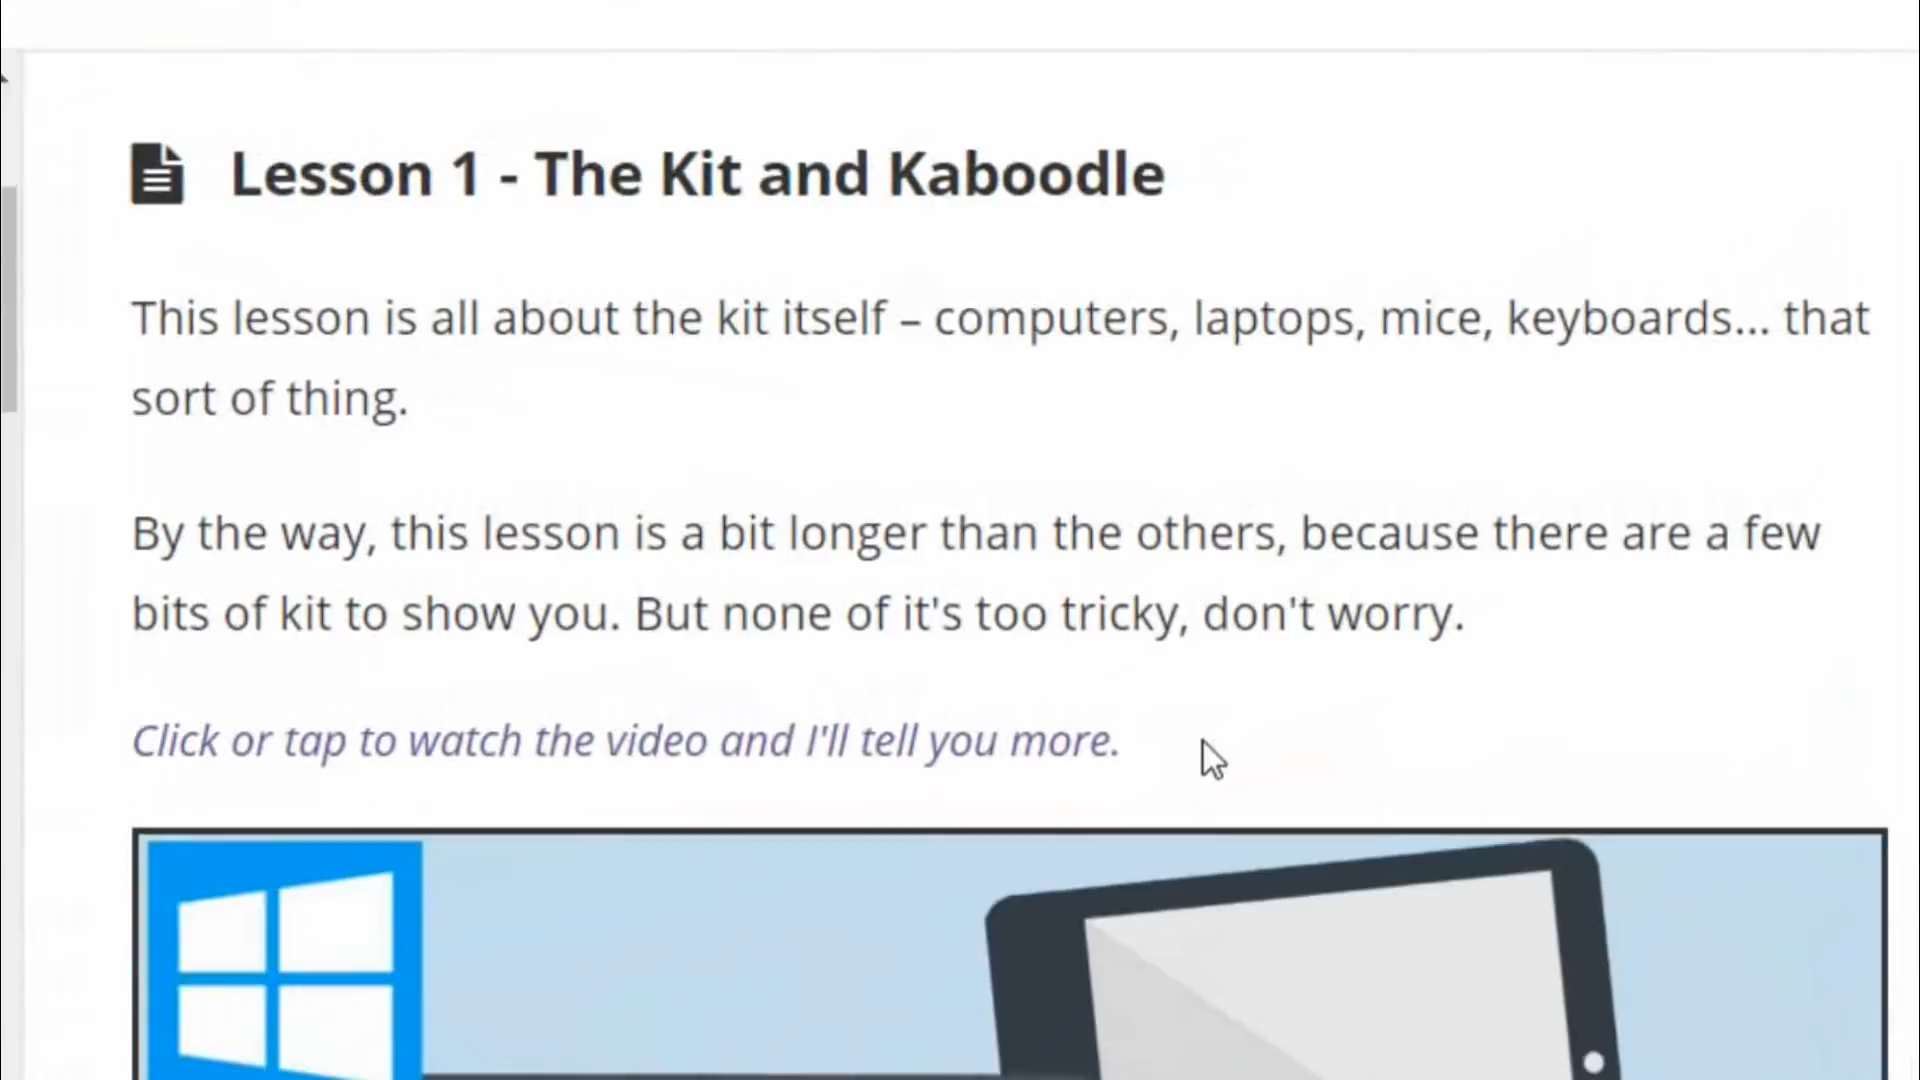 Lesson 1 - The Kit and Kaboodle
This lesson is all about the kit itself – computers, laptops, mice, keyboards... that
sort of thing.
By the way, this lesson is a bit longer than the others, because there are a few
bits of kit to show you. But none of it's too tricky, don't worry.
Click or tap to watch the video and I'll tell you more.